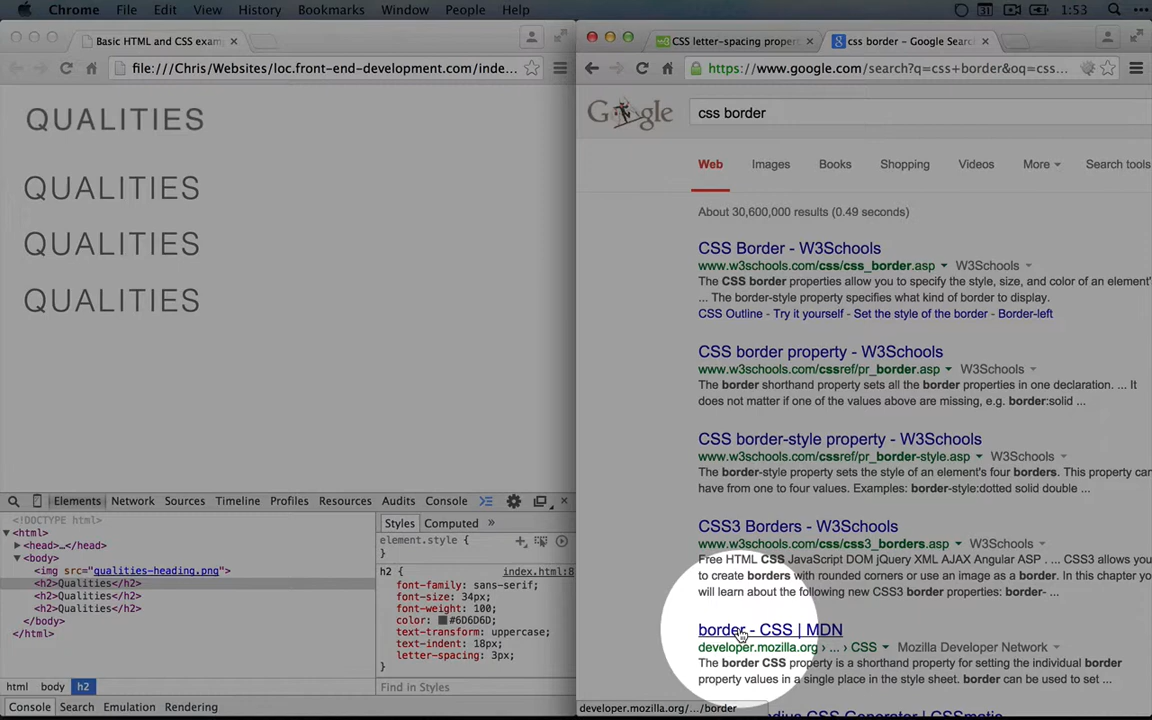 Chrome File Edit View History Bookmarks Window People Help 31 1:53
Basic HTML and CSS exam
file:///Chris/Websites/loc.front-end-development.com/inde...
QUALITIES
QUALITIES
QUALITIES
QUALITIES
Elements Network Sources Timeline Profiles Resources Audits Console
<!DOCTYPE html>
<html>
<head>…</head>
<body>
<img src="qualities-heading.png">
<h2>Qualities</h2>
<h2>Qualities</h2>
<h2>Qualities</h2>
</body>
</html>
html body h2
Styles Computed »
element.style {
}
h2 { index.html:8
font-family: sans-serif;
font-size: 34px;
font-weight: 100;
color: #6D6D6D;
text-transform: uppercase;
text-indent: 18px;
letter-spacing: 3px;
}
Find in Styles
Console Search Emulation Rendering
CSS letter-spacing propert
css border - Google Searc
https://www.google.com/search?q=css+border&oq=css...
Google
css border
Web Images Books Shopping Videos More Search tools
About 30,600,000 results (0.49 seconds)
CSS Border - W3Schools
www.w3schools.com/css/css_border.asp W3Schools
The CSS border properties allow you to specify the style, size, and color of an element'
... The border-style property specifies what kind of border to display.
CSS Outline - Try it yourself - Set the style of the border - Border-left
CSS border property - W3Schools
www.w3schools.com/cssref/pr_border.asp W3Schools
The border shorthand property sets all the border properties in one declaration. ... It
does not matter if one of the values above are missing, e.g. border:solid ...
CSS border-style property - W3Schools
www.w3schools.com/cssref/pr_border-style.asp W3Schools
The border-style property sets the style of an element's four borders. This property can
have from one to four values. Examples: border-style:dotted solid double ...
CSS3 Borders - W3Schools
www.w3schools.com/css/css3_borders.asp W3Schools
Free HTML CSS JavaScript DOM jQuery XML AJAX Angular ASP . ... CSS3 allows you
to create borders with rounded corners or use an image as a border. In this chapter you
will learn about the following new CSS3 border properties: border- ...
border - CSS | MDN
developer.mozilla.org › ... › CSS Mozilla Developer Network
The border CSS property is a shorthand property for setting the individual border
property values in a single place in the style sheet. border can be used to set ...
developer.mozilla.org/.../border
CSS Generator | CSSmatic